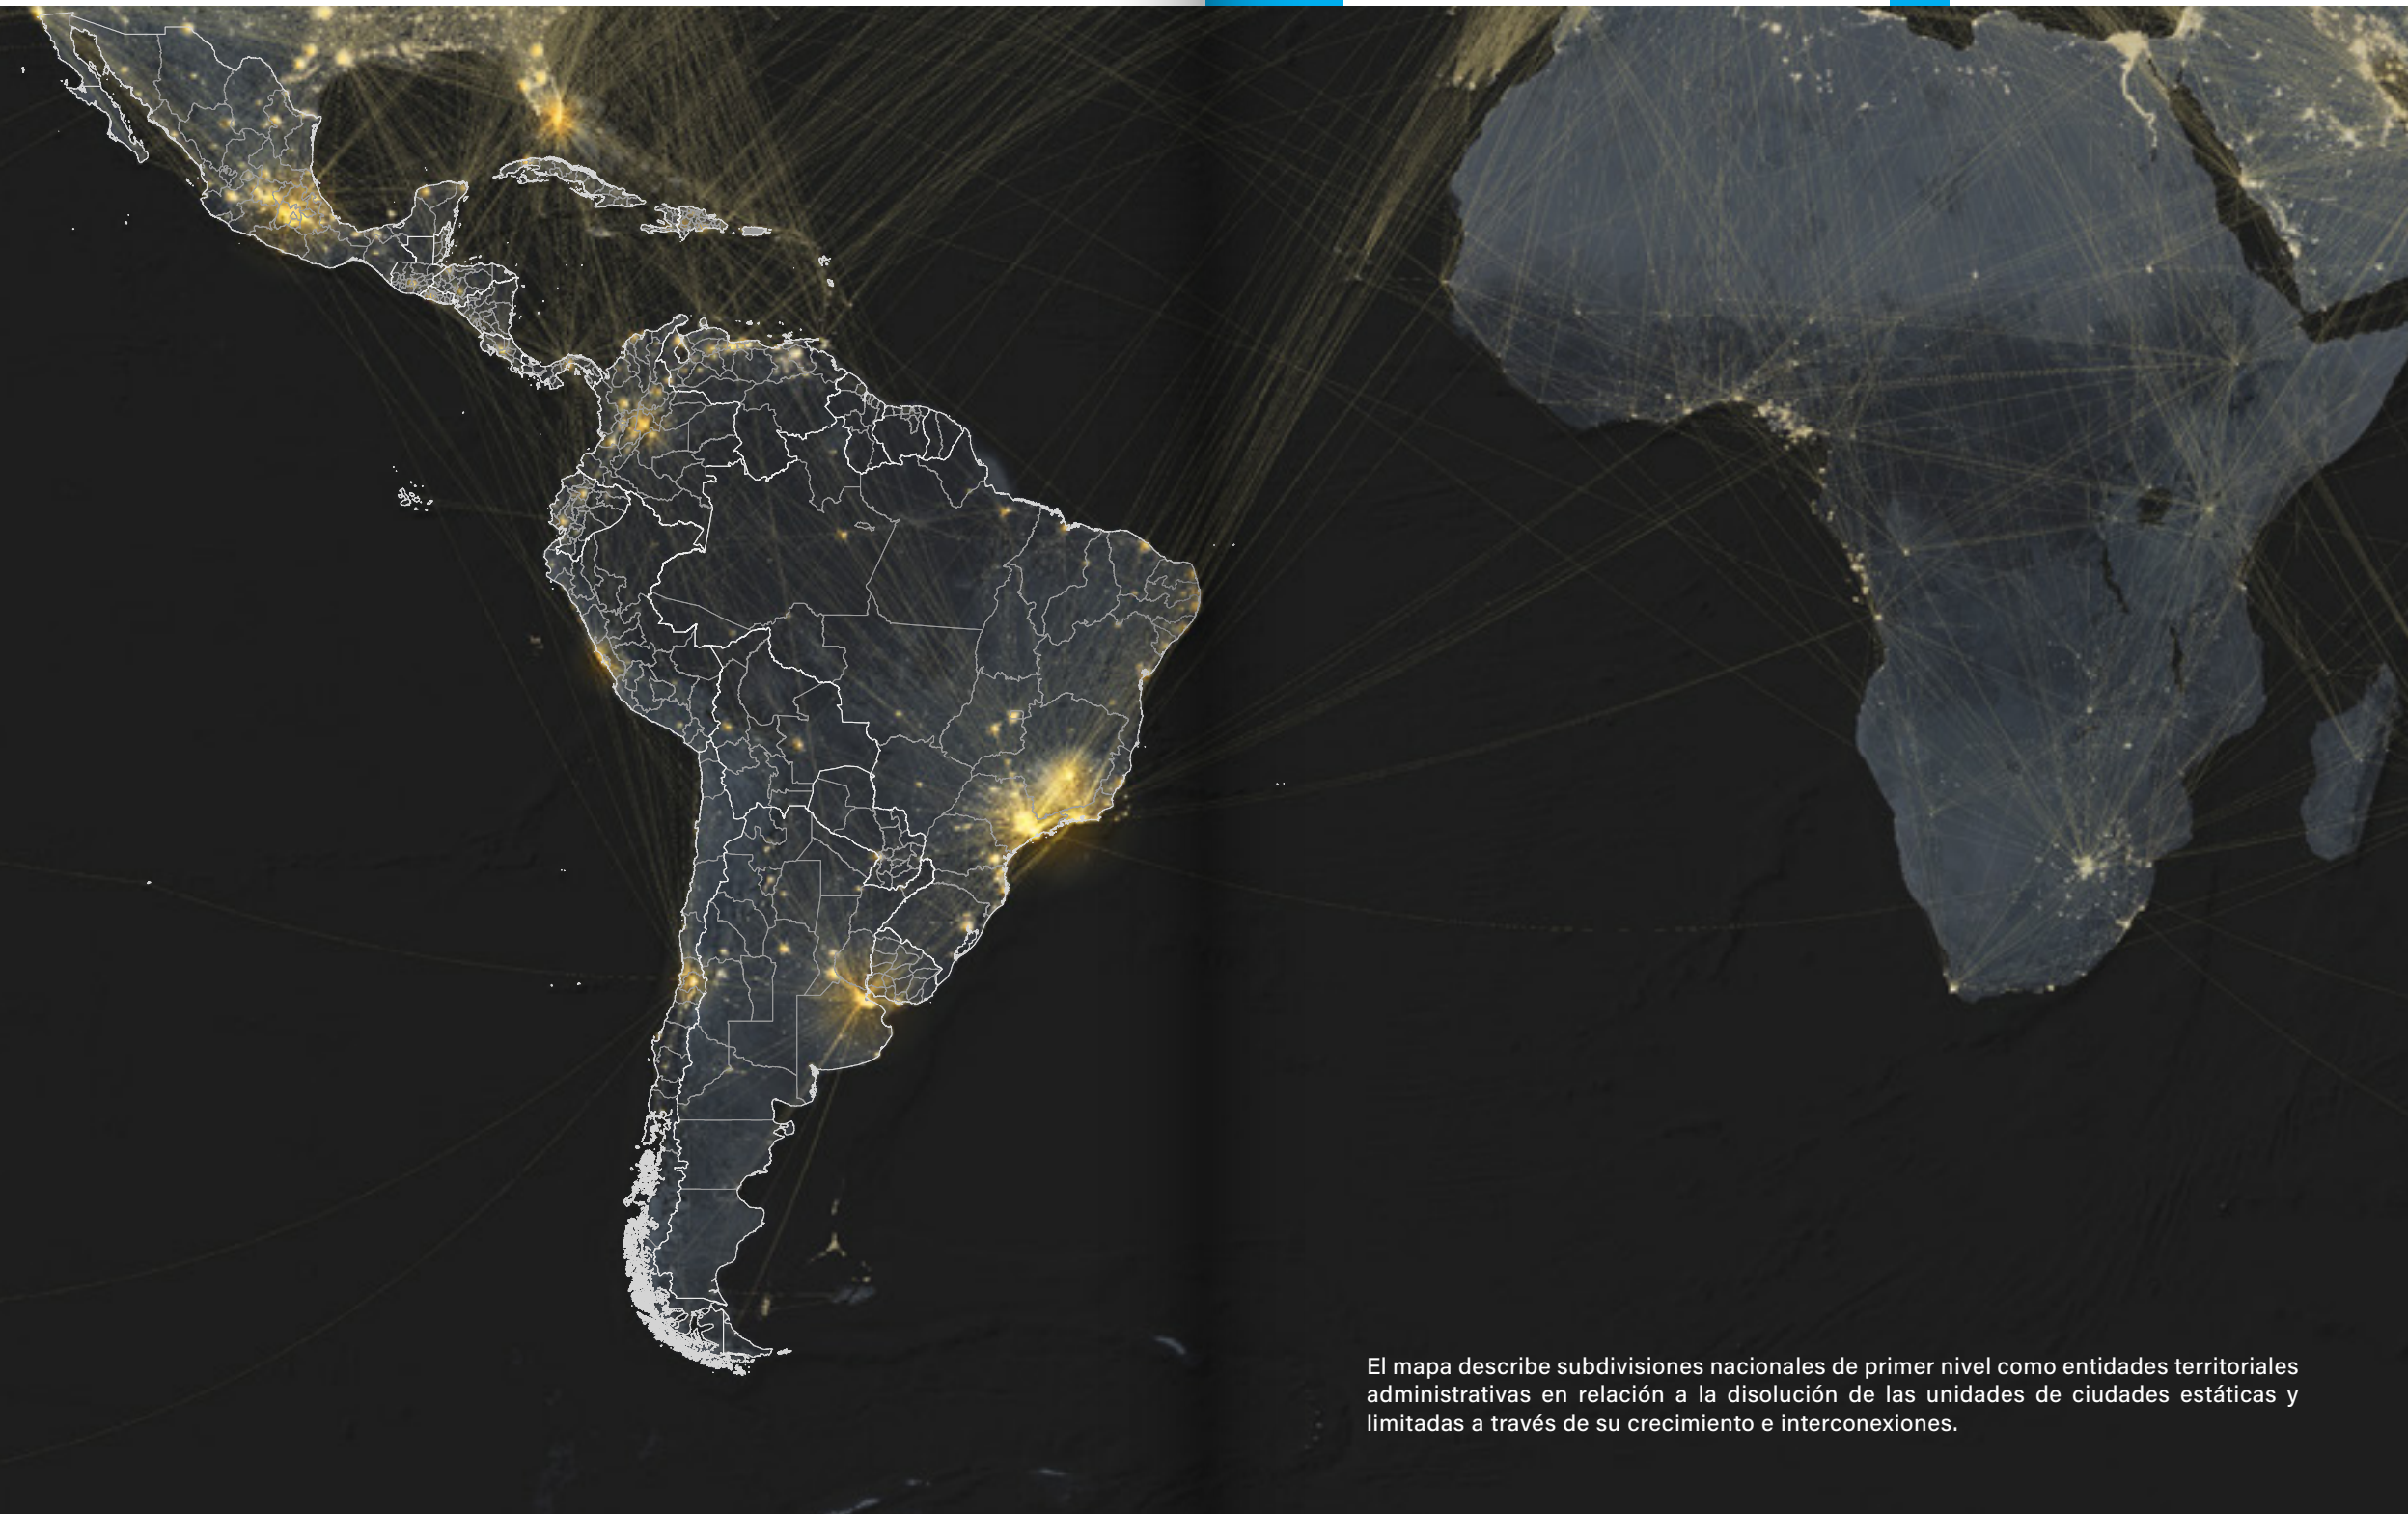 El mapa describe subdivisiones nacionales de primer nivel como entidades territoriales
administrativas en relación a la disolución de las unidades de ciudades estáticas y
limitadas a través de su crecimiento e interconexiones.